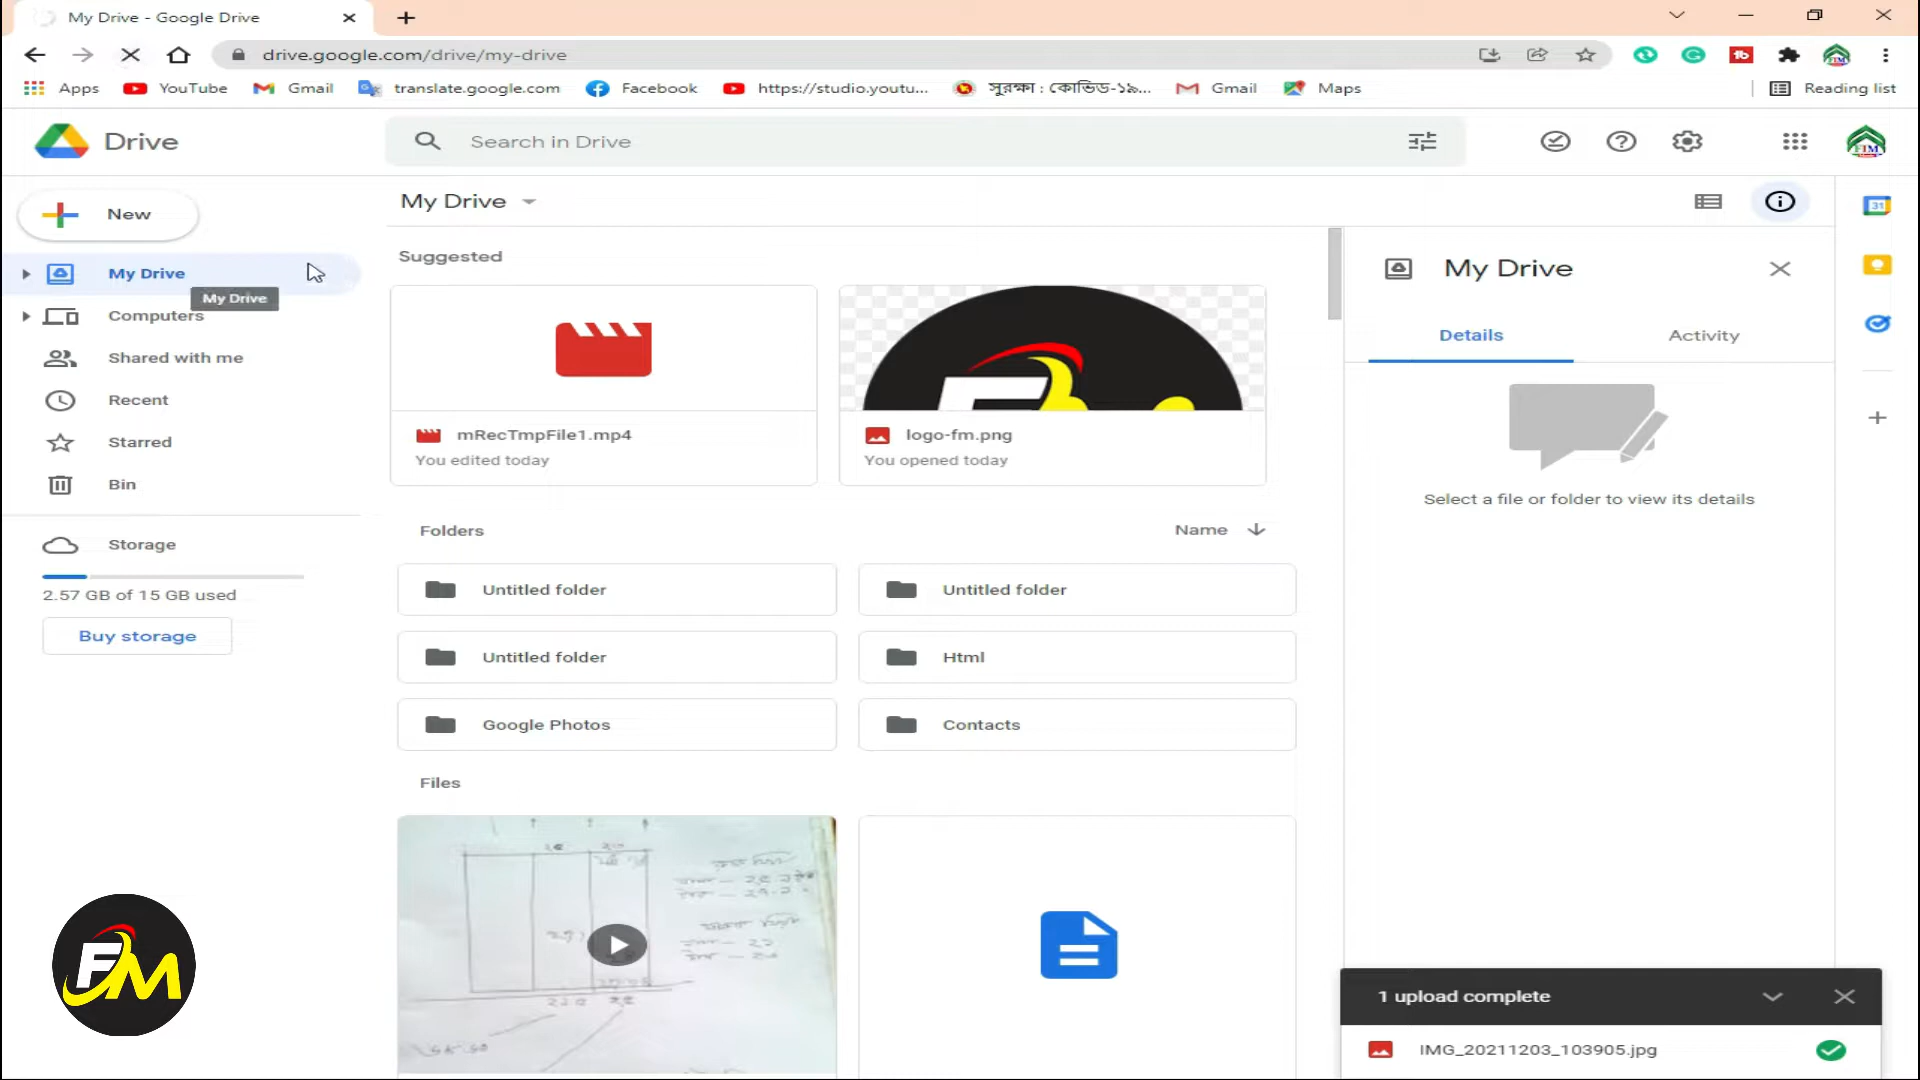 My Drive - Google Drive
drive.google.com/drive/my-drive
Apps
YouTube
Gmail
translate.google.com
Facebook
https://studio.youtu...
সুরক্ষা : কোভিড-১৯...
Gmail
Maps
Reading list
Drive
Search in Drive
FIM
New
My Drive
31
Suggested
My Drive
My Drive
My Drive
Computers
Details
Activity
Shared with me
Recent
mRecTmpFile1.mp4
logo-fm.png
Starred
You edited today
You opened today
Bin
Select a file or folder to view its details
Folders
Name
Storage
2.57 GB of 15 GB used
Untitled folder
Untitled folder
Buy storage
Untitled folder
Html
Google Photos
Contacts
Files
FM
1 upload complete
IMG_20211203_103905.jpg